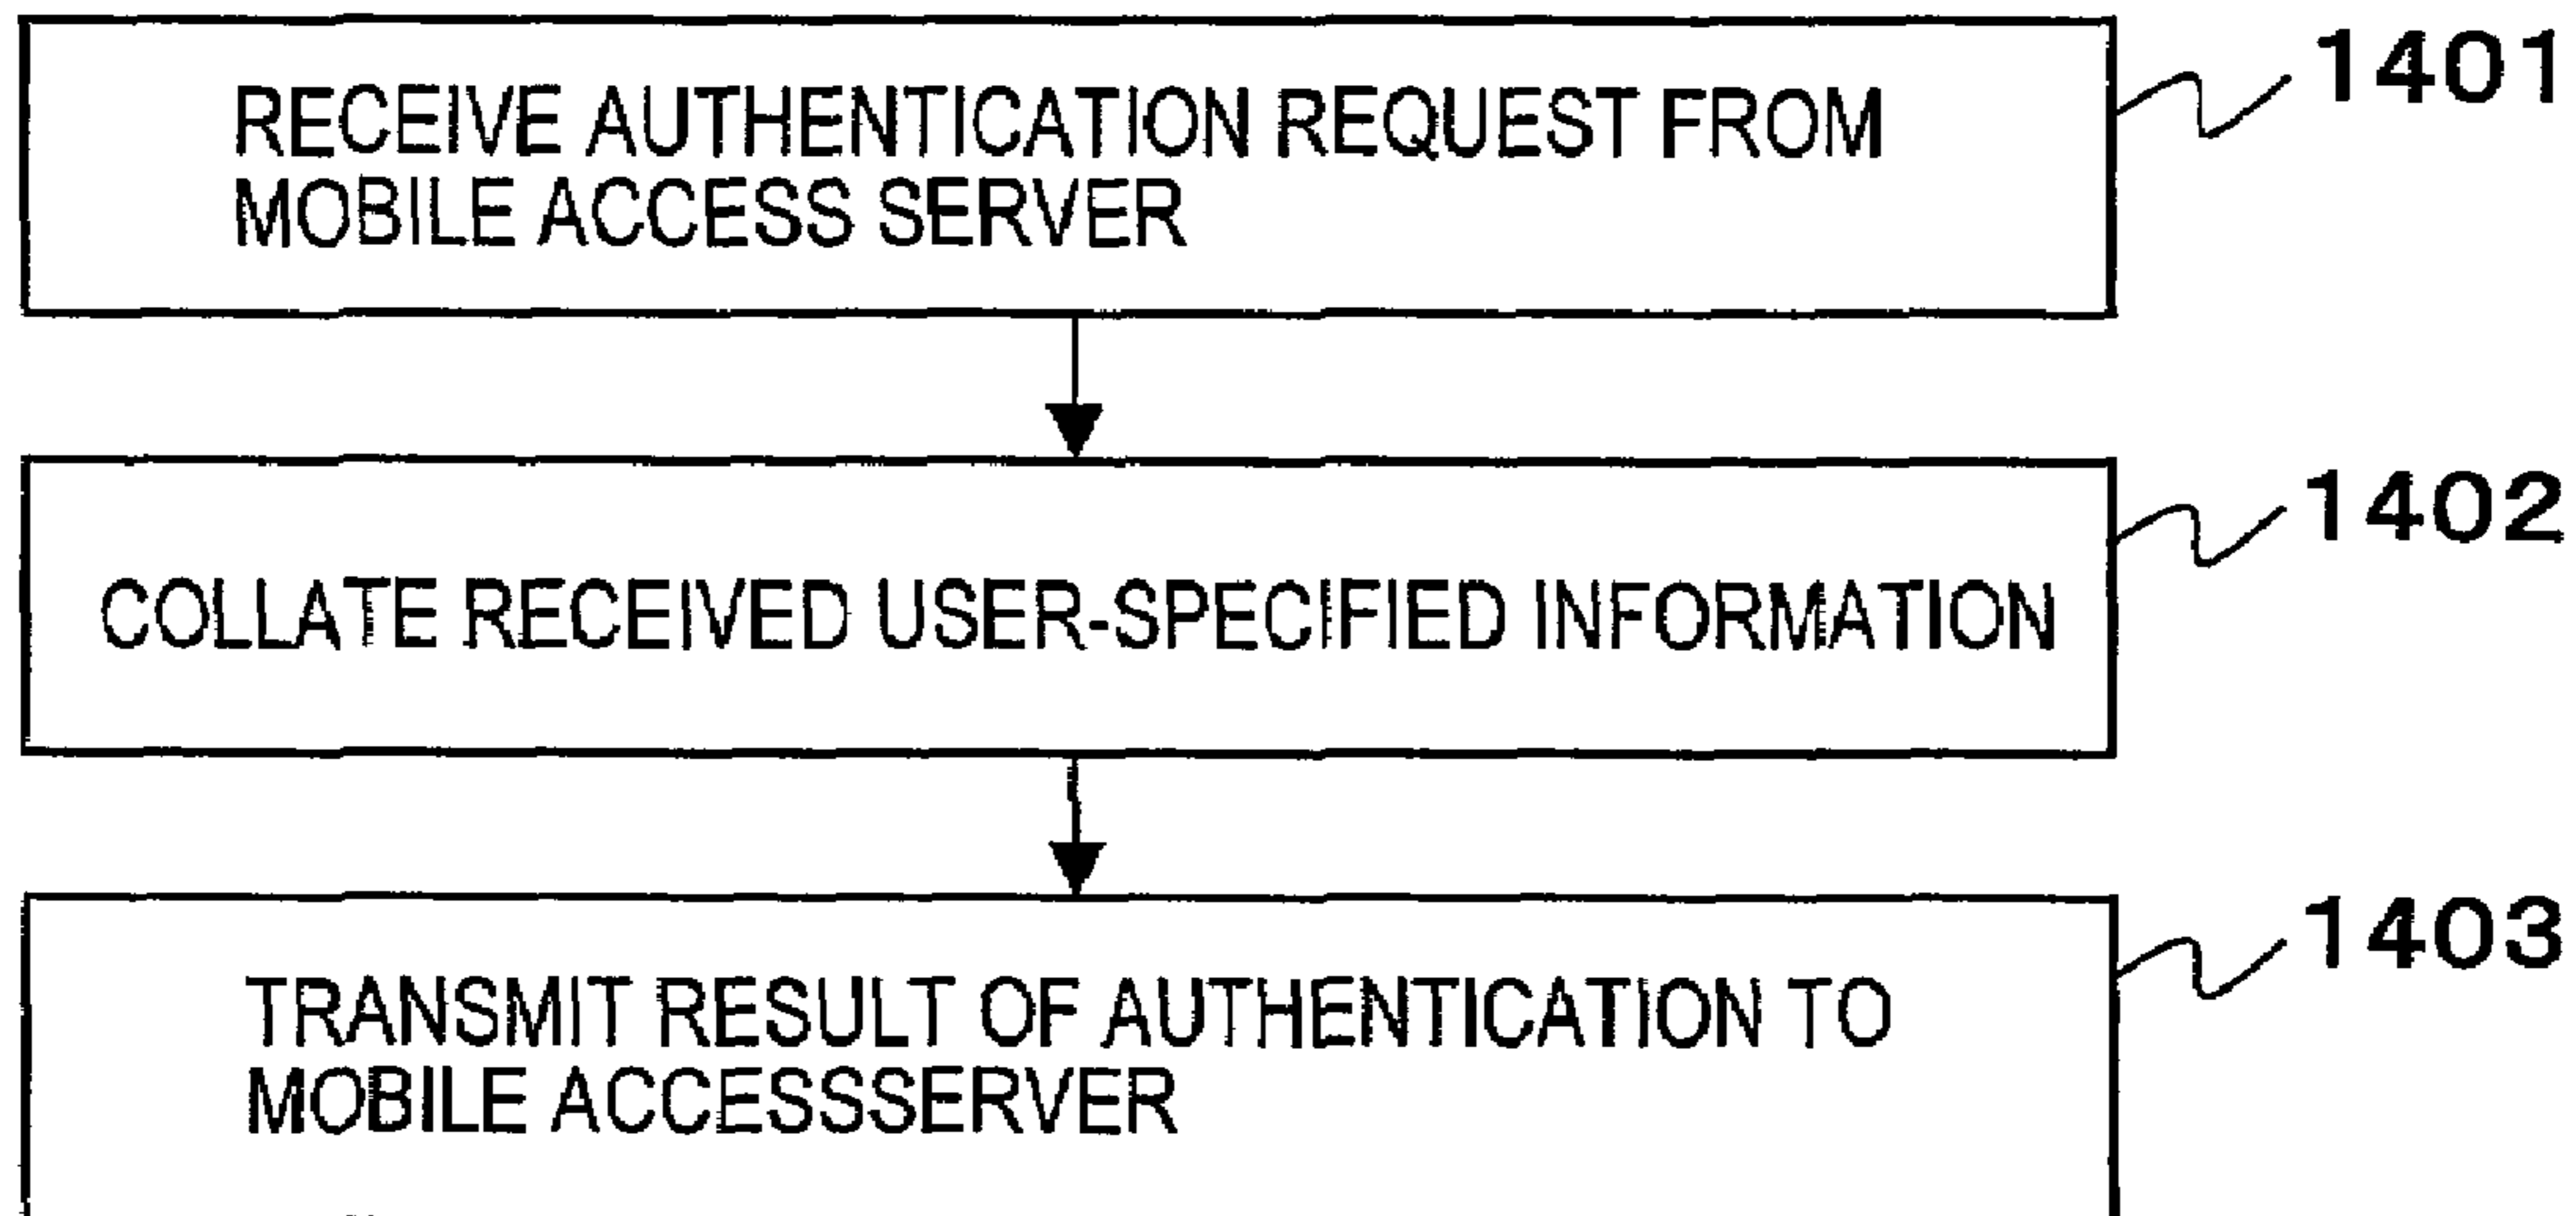 RECEIVE AUTHENTICATION REQUEST FROM
MOBILE ACCESS SERVER
1401
COLLATE RECEIVED USER-SPECIFIED INFORMATION
1402
TRANSMIT RESULT OF AUTHENTICATION TO
MOBILE ACCESSSERVER
1403